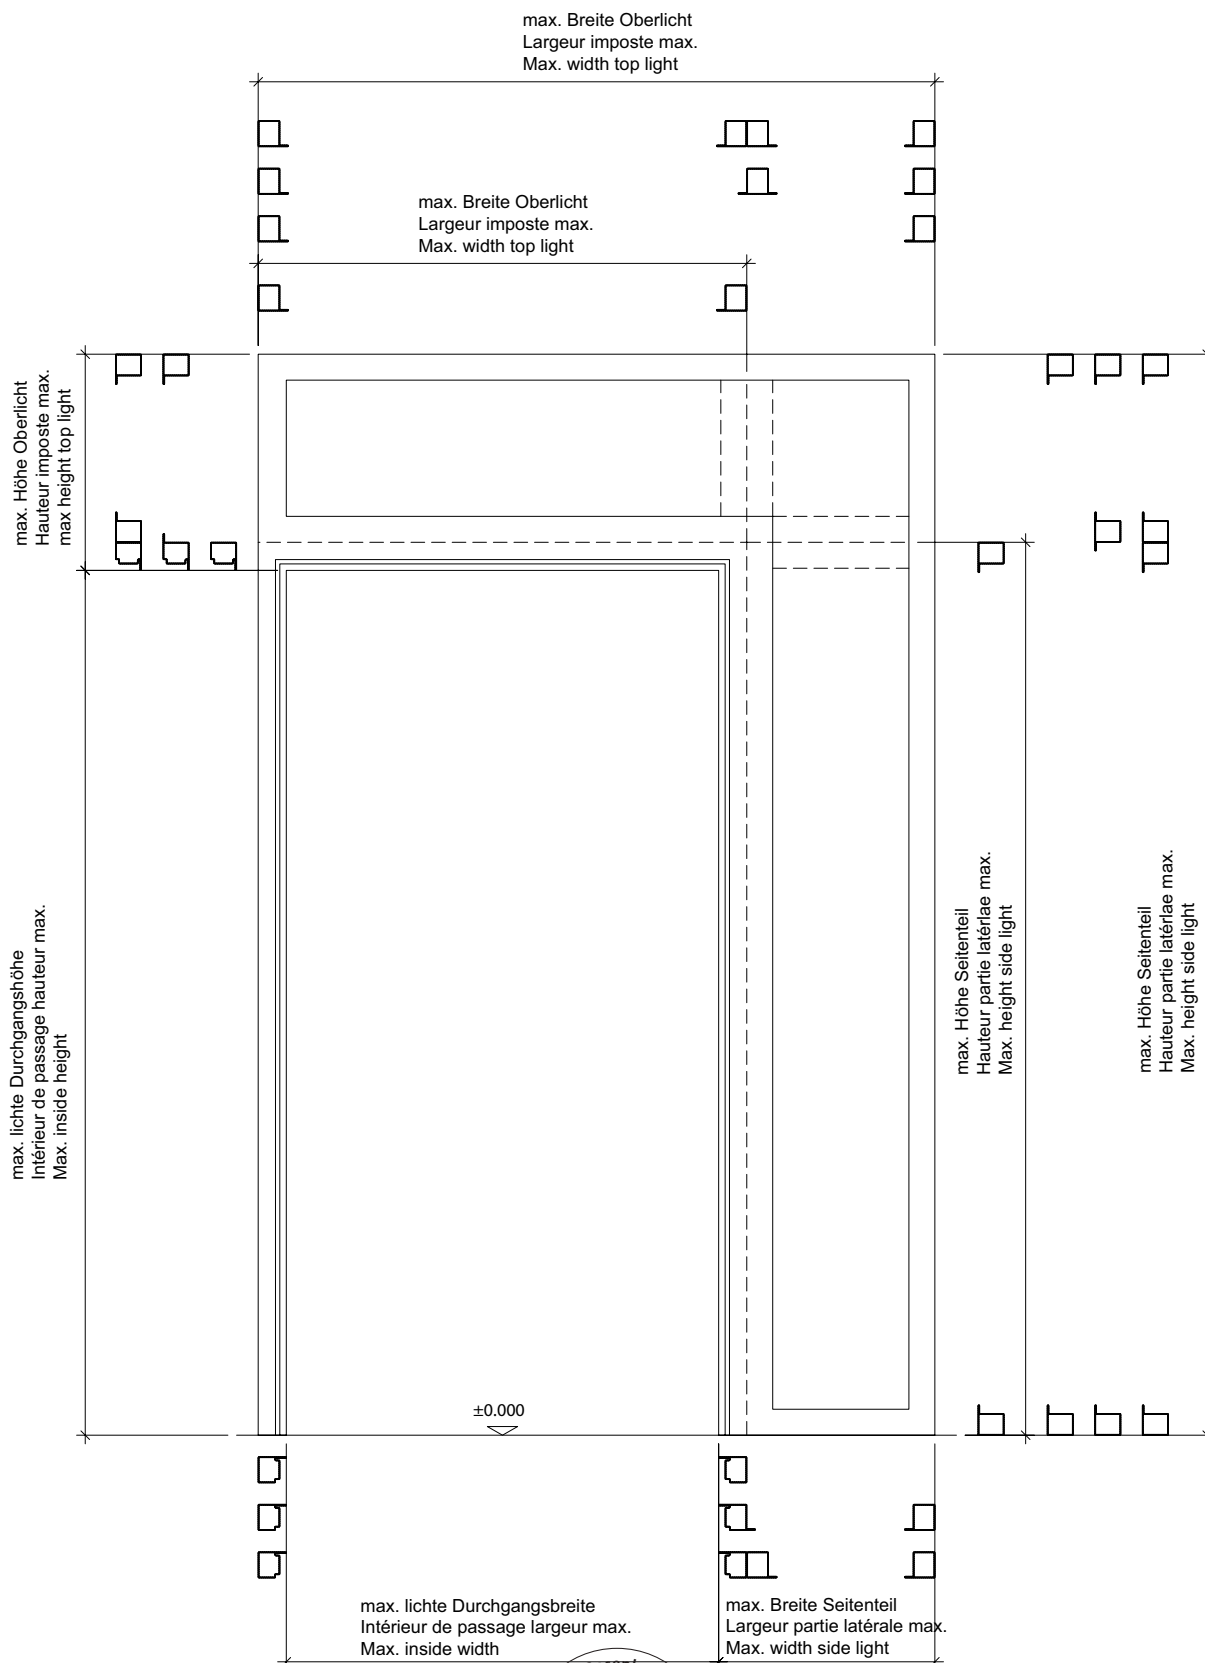 max. Breite Oberlicht
Largeur imposte max.
Max. width top light
max. Breite Oberlicht
Largeur imposte max.
Max. width top light
max. Höhe Oberlicht
Hauteur imposte max.
max height top light
max. lichte Durchgangshöhe
Intérieur de passage hauteur max.
Max. inside height
max. Höhe Seitenteil
Hauteur partie latérlae max.
Max. height side light
max. Höhe Seitenteil
Hauteur partie latérlae max.
Max. height side light
±0.000
max. lichte Durchgangsbreite
Intérieur de passage largeur max.
Max. inside width
max. Breite Seitenteil
Largeur partie latérale max.
Max. width side light